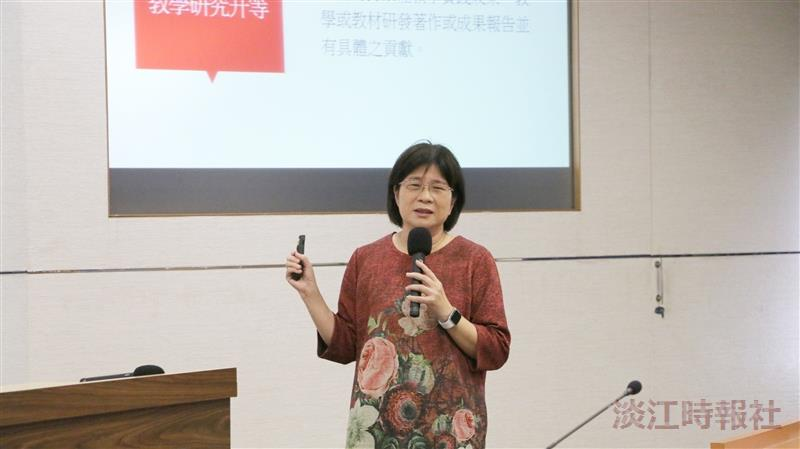 教學研究升等
學或教材研發著作或成果報告並
有具體之貢獻。
淡江時報社